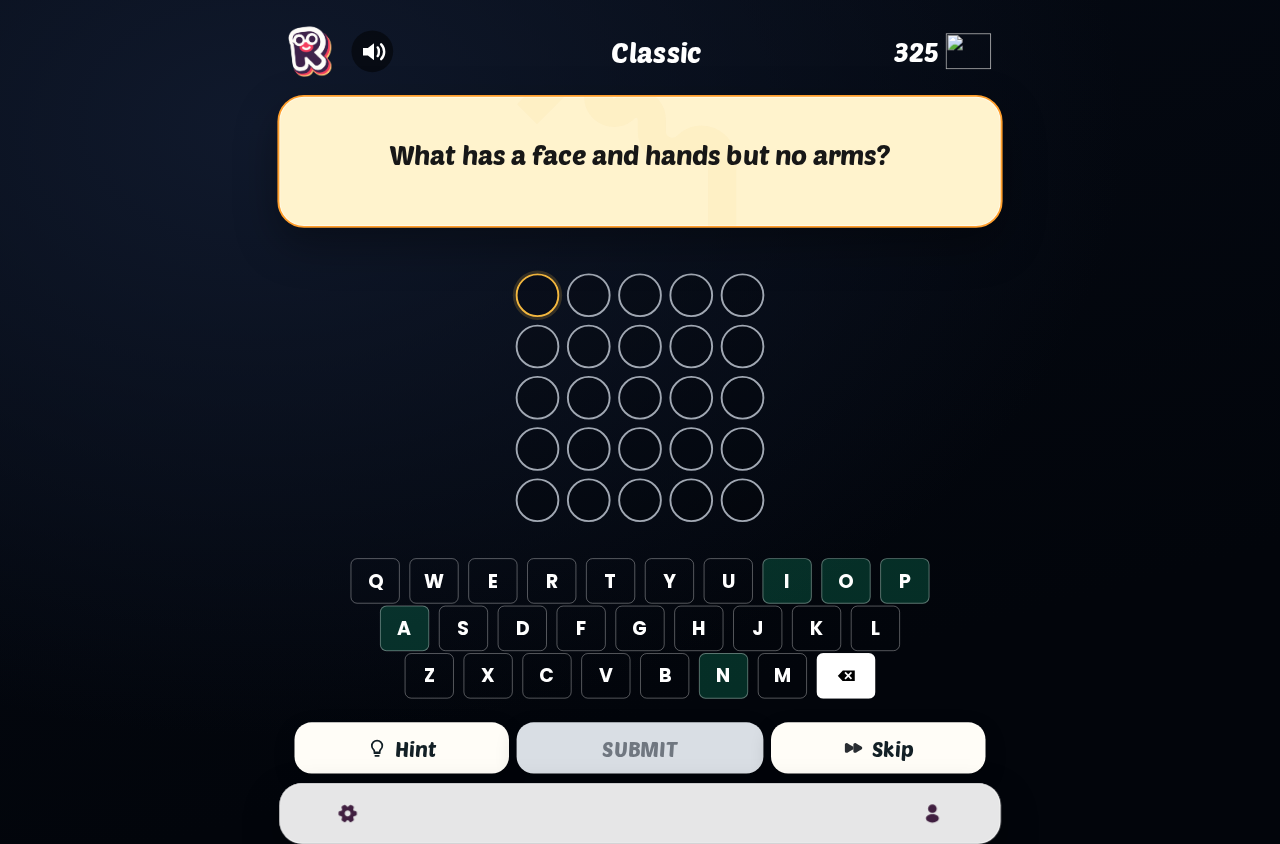 R
Classic
325
What has a face and hands but no arms?
Q W E R T Y U I O P
A S D F G H J K L
Z X C V B N M
Hint
SUBMIT
Skip